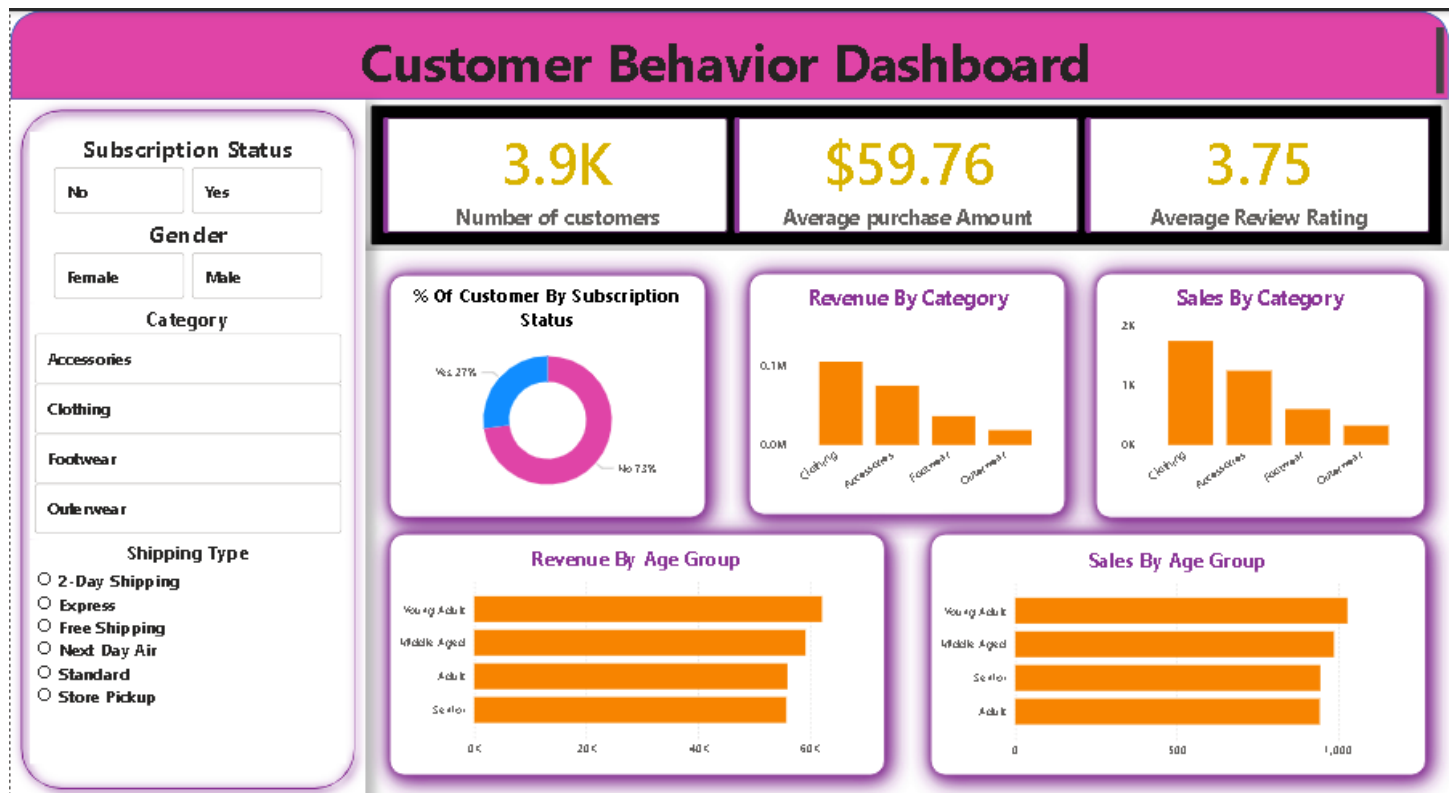 Customer Behavior Dashboard
Subscription Status
No
Yes
Gender
Female
Male
Category
Accessories
Clothing
Footwear
Outerwear
Shipping Type
2-Day Shipping
Express
Free Shipping
Next Day Air
Standard
Store Pickup
3.9K
Number of customers
$59.76
Average purchase Amount
3.75
Average Review Rating
% Of Customer By Subscription
Status
Yes 27%
No 73%
Revenue By Category
0.1M
0.0M
Clothing
Accessories
Footwear
Outerwear
Sales By Category
2K
1K
0K
Clothing
Accessories
Footwear
Outerwear
Revenue By Age Group
Young Adult
Middle Aged
Adult
Senior
0K
20K
40K
60K
Sales By Age Group
Young Adult
Middle Aged
Senior
Adult
0
500
1,000